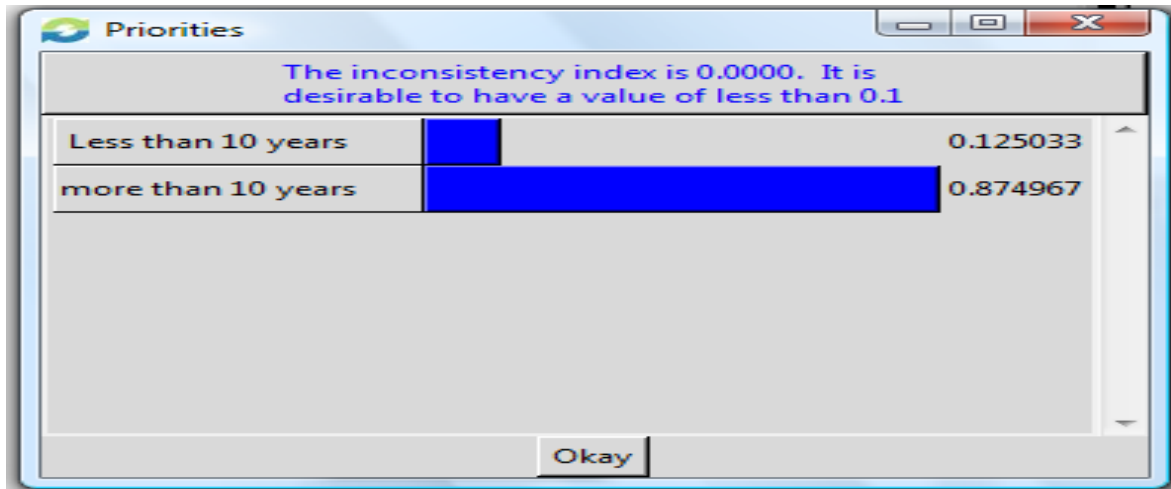 Priorities
The inconsistency index is 0.0000. It is
desirable to have a value of less than 0.1
Less than 10 years 0.125033
more than 10 years 0.874967
Okay